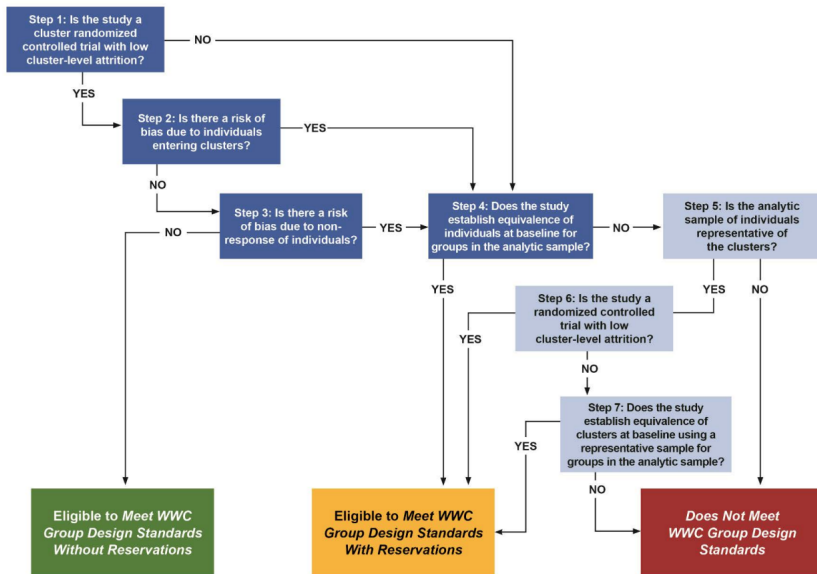 Step 1: Is the study a
cluster randomized
controlled trial with low
cluster-level attrition?
NO
YES
Step 2: Is there a risk of
bias due to individuals
entering clusters?
YES
NO
Step 3: Is there a risk
of bias due to non-
response of individuals?
NO
YES
Step 4: Does the study
establish equivalence of
individuals at baseline for
groups in the analytic sample?
NO
YES
Step 5: Is the analytic
sample of individuals
representative of
the clusters?
YES
NO
Step 6: Is the study a
randomized controlled
trial with low
cluster-level attrition?
YES
NO
Step 7: Does the study
establish equivalence of
clusters at baseline using a
representative sample for
groups in the analytic sample?
YES
NO
Eligible to Meet WWC
Group Design Standards
Without Reservations
Eligible to Meet WWC
Group Design Standards
With Reservations
Does Not Meet
WWC Group Design
Standards